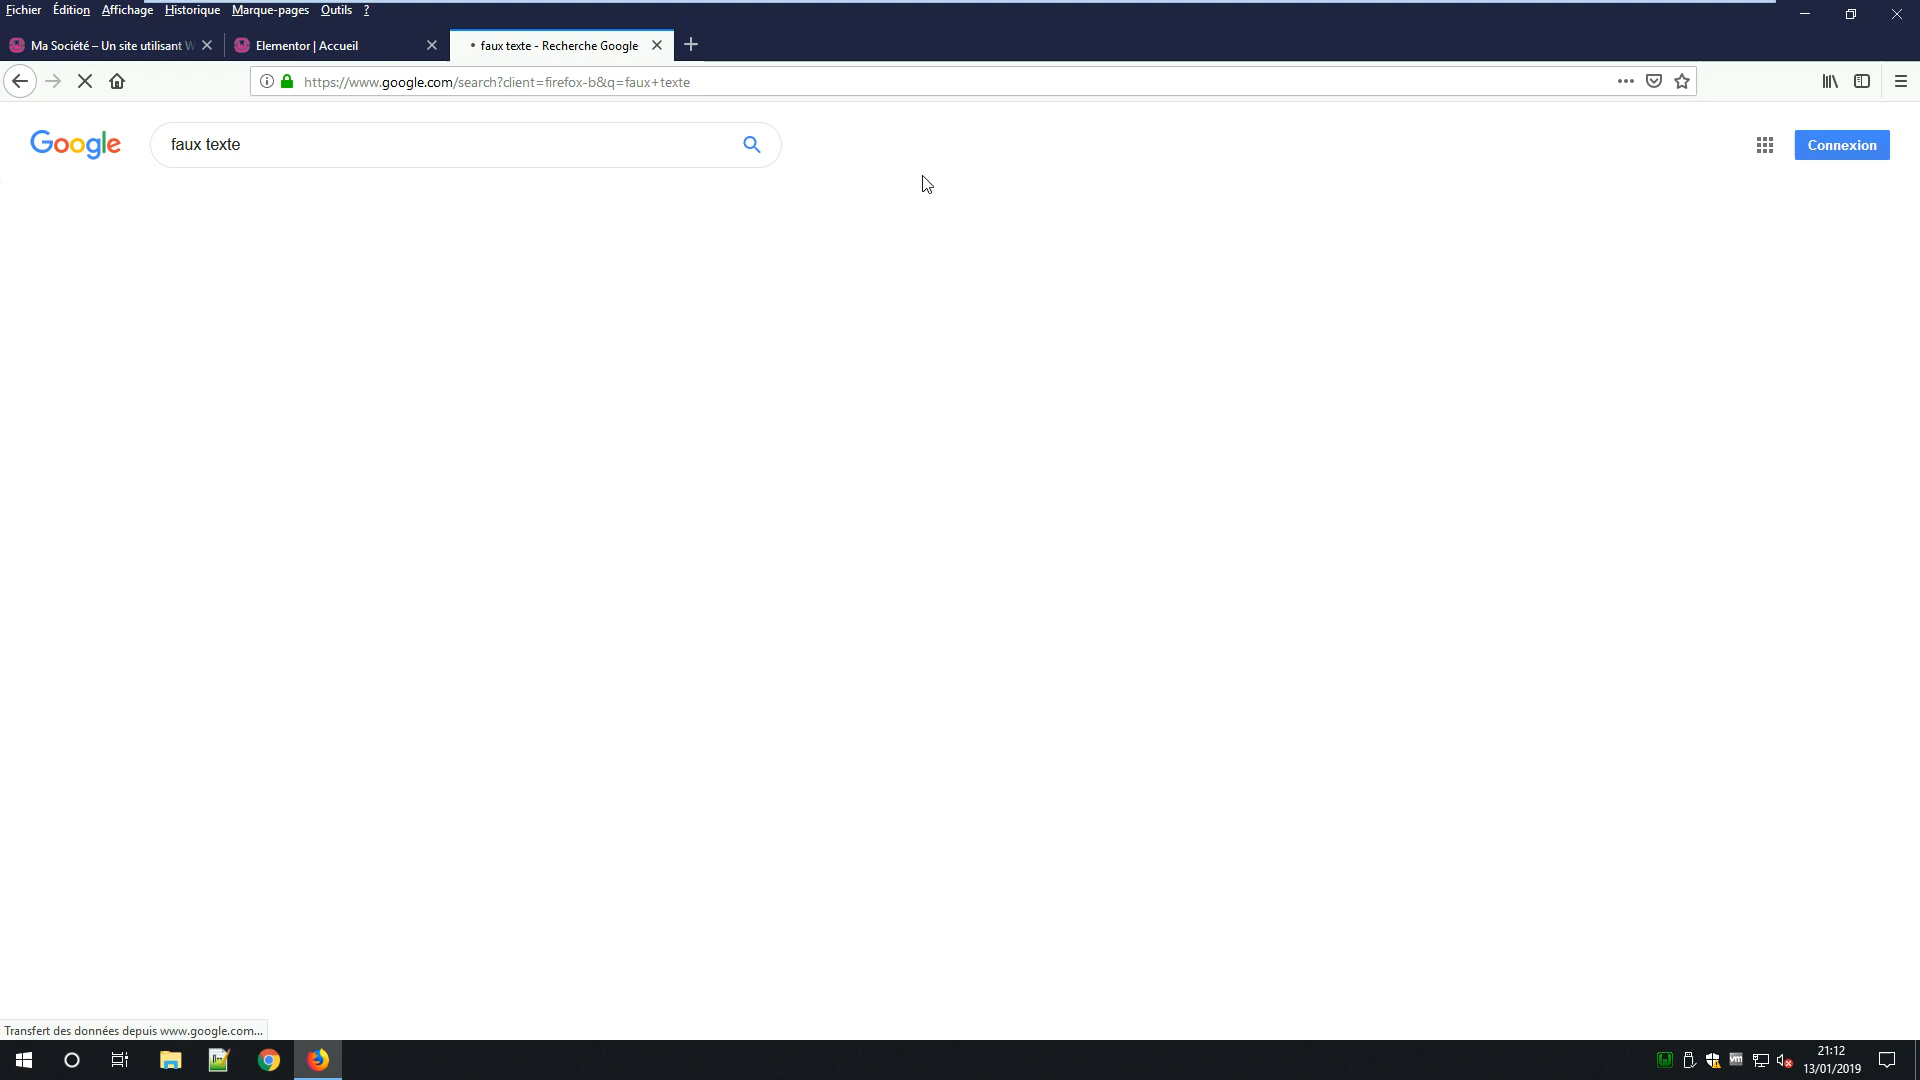 Fichier Édition Affichage Historique Marque-pages Outils ?
Ma Société – Un site utilisant W
Elementor | Accueil
faux texte - Recherche Google
https://www.google.com/search?client=firefox-b&q=faux+texte
Google
faux texte
Connexion
Transfert des données depuis www.google.com...
21:12
13/01/2019